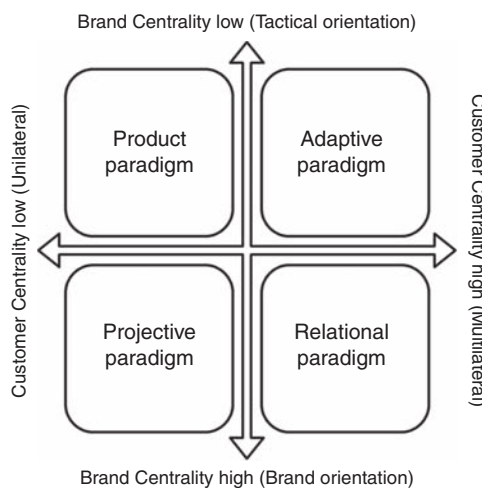 Brand Centrality low (Tactical orientation)
Product
paradigm
Adaptive
paradigm
Customer Centrality low (Unilateral)
Customer Centrality high (Multilateral)
Projective
paradigm
Relational
paradigm
Brand Centrality high (Brand orientation)